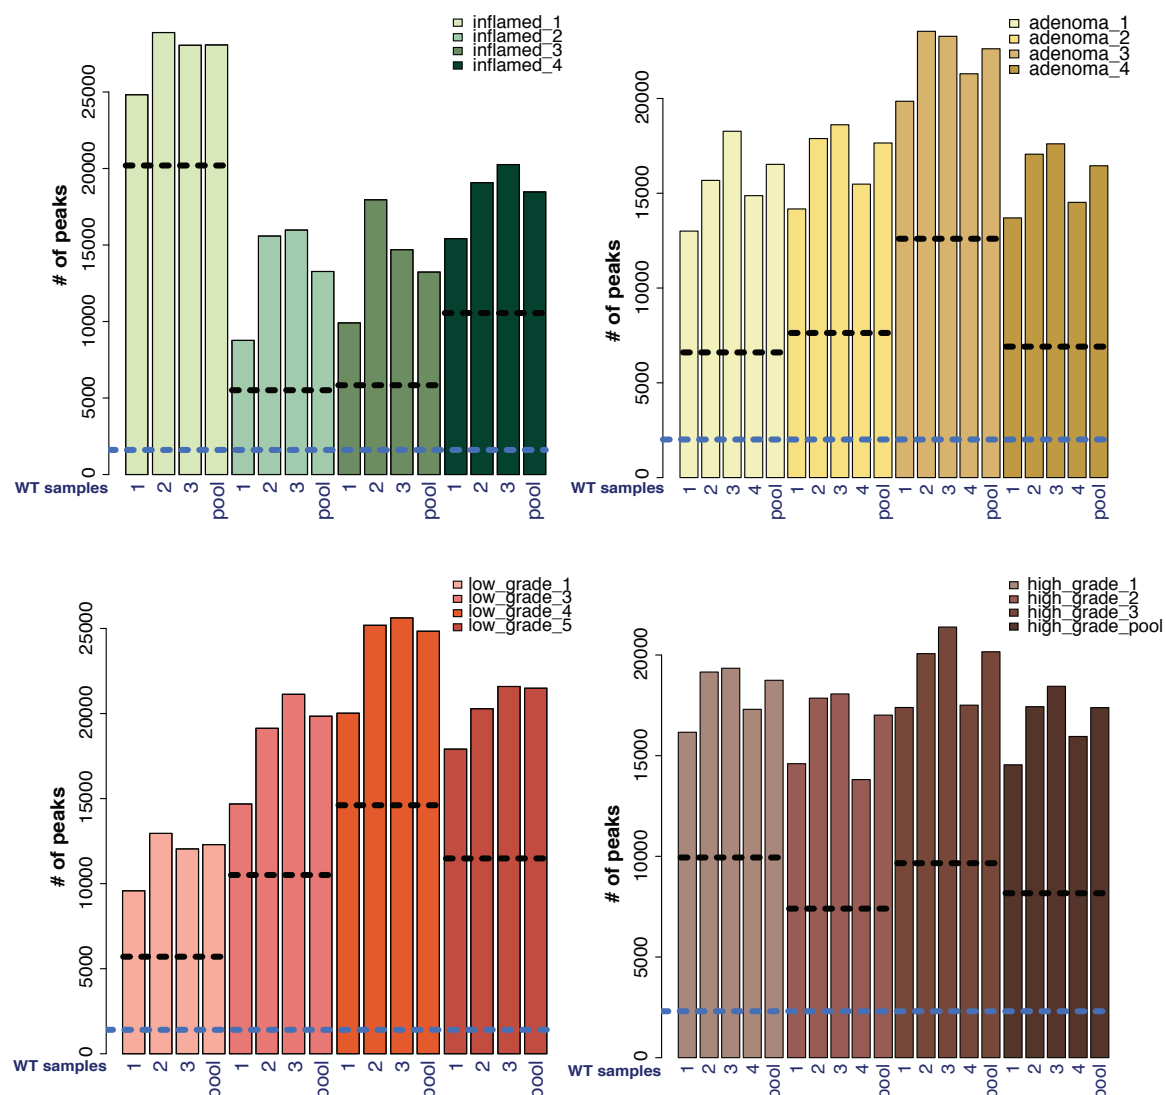 inflamed_1
inflamed_2
inflamed_3
inflamed_4
# of peaks
0
5000
10000
15000
20000
25000
WT samples
1 2 3 pool 1 2 3 pool 1 2 3 pool 1 2 3 pool
adenoma_1
adenoma_2
adenoma_3
adenoma_4
# of peaks
0
5000
10000
15000
20000
WT samples
1 2 3 4 pool 1 2 3 4 pool 1 2 3 4 pool 1 2 3 4 pool
low_grade_1
low_grade_3
low_grade_4
low_grade_5
# of peaks
0
5000
10000
15000
20000
25000
WT samples
1 2 3 pool 1 2 3 pool 1 2 3 pool 1 2 3 pool
high_grade_1
high_grade_2
high_grade_3
high_grade_pool
# of peaks
0
5000
10000
15000
20000
WT samples
1 2 3 4 pool 1 2 3 4 pool 1 2 3 4 pool 1 2 3 4 pool